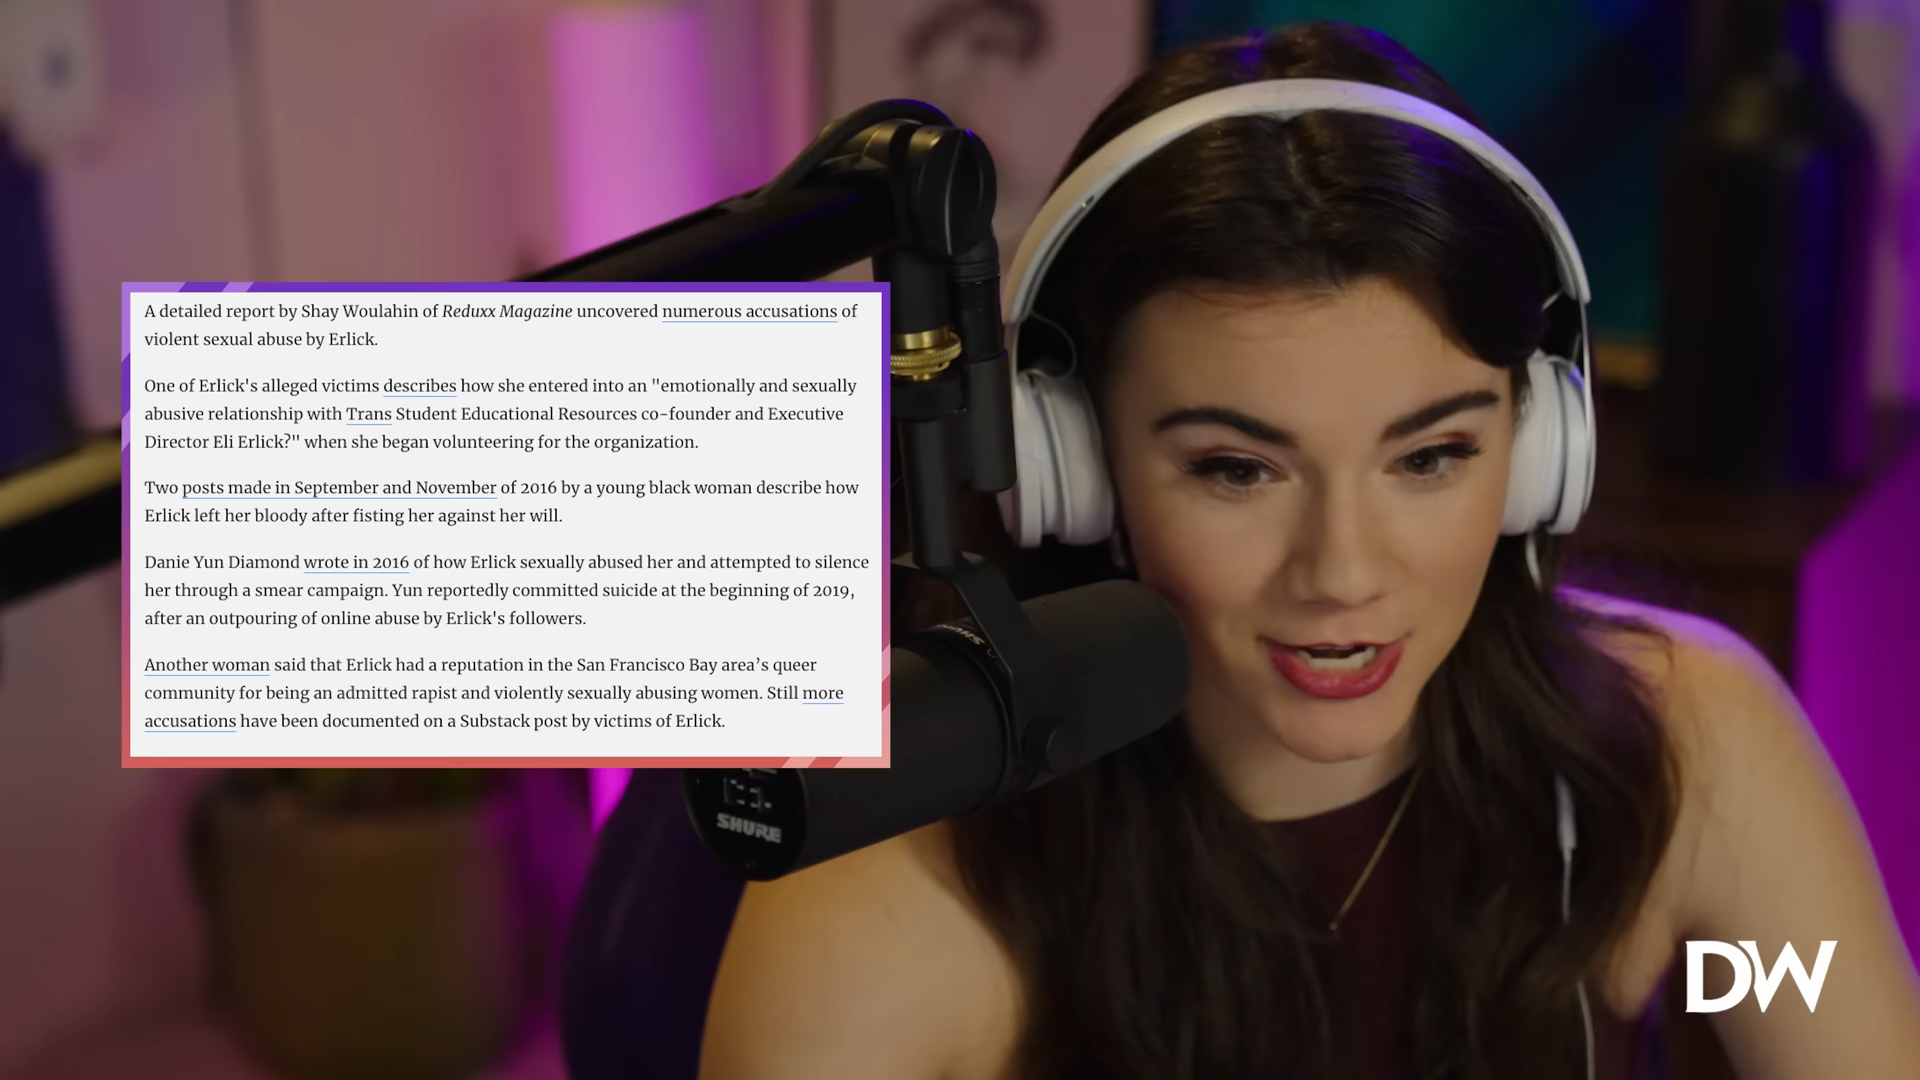 A detailed report by Shay Woulahin of Reduxx Magazine uncovered numerous accusations of
violent sexual abuse by Erlick.
One of Erlick's alleged victims describes how she entered into an "emotionally and sexually
abusive relationship with Trans Student Educational Resources co-founder and Executive
Director Eli Erlick?" when she began volunteering for the organization.
Two posts made in September and November of 2016 by a young black woman describe how
Erlick left her bloody after fisting her against her will.
Danie Yun Diamond wrote in 2016 of how Erlick sexually abused her and attempted to silence
her through a smear campaign. Yun reportedly committed suicide at the beginning of 2019,
after an outpouring of online abuse by Erlick's followers.
Another woman said that Erlick had a reputation in the San Francisco Bay area’s queer
community for being an admitted rapist and violently sexually abusing women. Still more
accusations have been documented on a Substack post by victims of Erlick.
SHURE
SHURE
DW